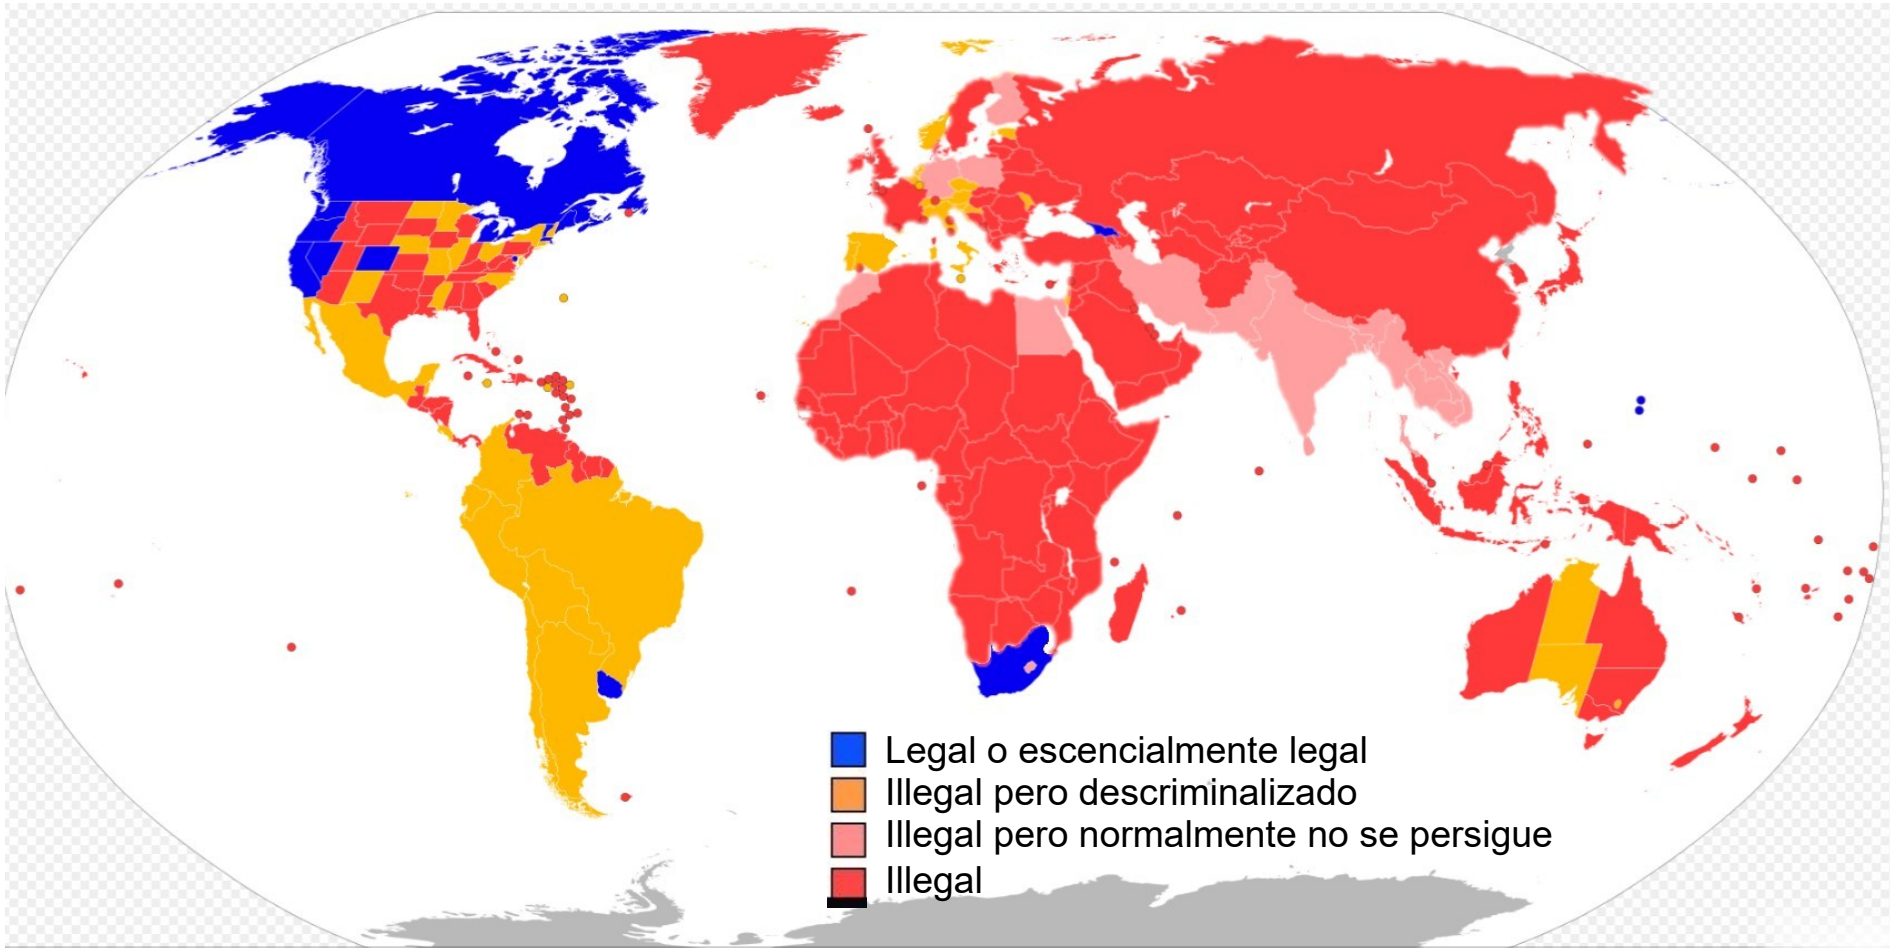 Legal o escencialmente legal
Illegal pero descriminalizado
Illegal pero normalmente no se persigue
Illegal